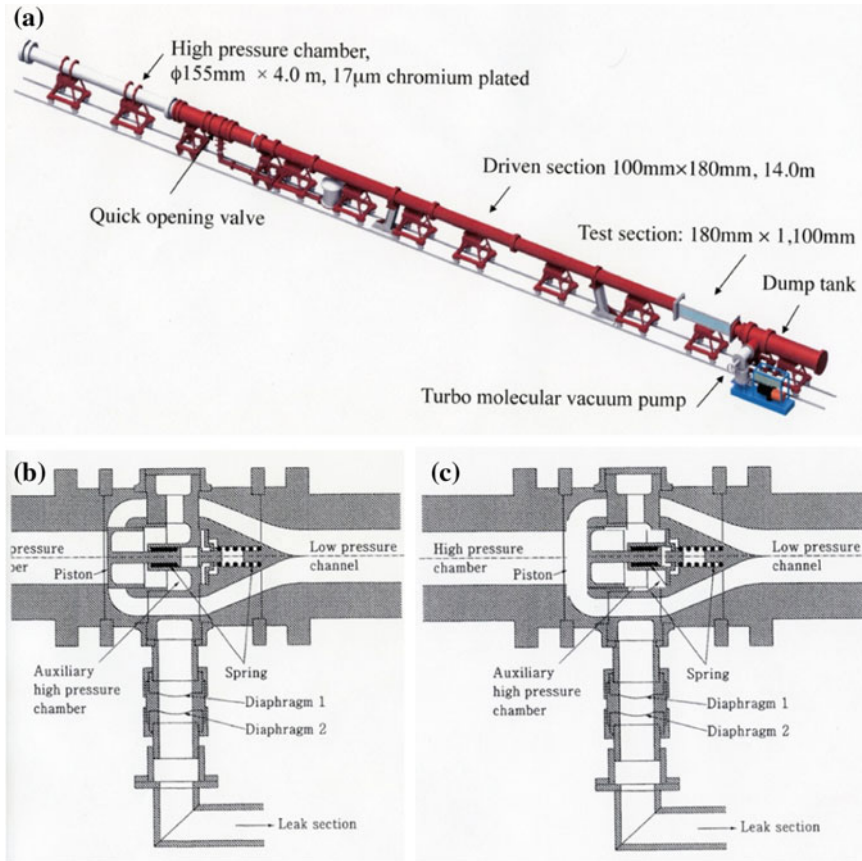 (a)
High pressure chamber,
ϕ155mm × 4.0 m, 17μm chromium plated
Driven section 100mm×180mm, 14.0m
Quick opening valve
Test section: 180mm × 1,100mm
Dump tank
Turbo molecular vacuum pump
(b)
pressure
ber
Piston
Low pressure
channel
Auxiliary
high pressure
chamber
Spring
Diaphragm 1
Diaphragm 2
Leak section
(c)
High pressure
chamber
Piston
Low pressure
channel
Auxiliary
high pressure
chamber
Spring
Diaphragm 1
Diaphragm 2
Leak section